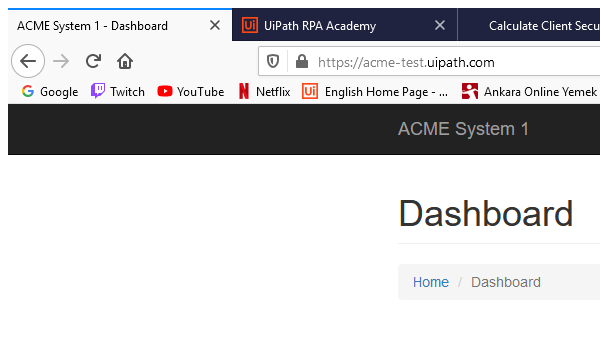 ACME System 1 - Dashboard UiPath RPA Academy Calculate Client Secu
https://acme-test.uipath.com
Google Twitch YouTube Netflix English Home Page - ... Ankara Online Yemek
ACME System 1
Dashboard
Home / Dashboard